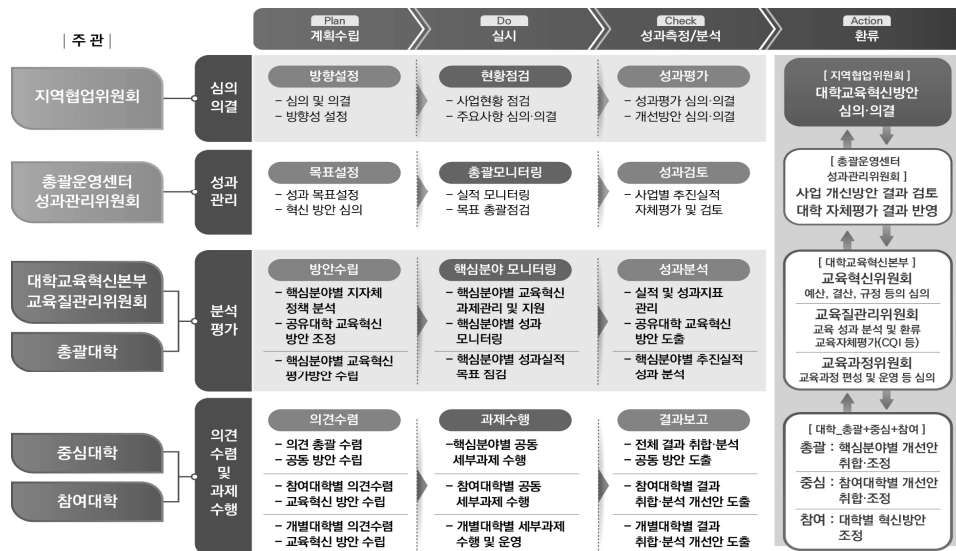 | 주 관 |
Plan
계획수립
Do
실시
Check
성과측정/분석
Action
환류
지역협업위원회
심의
의결
방향설정
- 심의 및 의결
- 방향성 설정
현황점검
- 사업현황 점검
- 주요사항 심의·의결
성과평가
- 성과평가 심의·의결
- 개선방안 심의·의결
[ 지역협업위원회 ]
대학교육혁신방안
심의·의결
총괄운영센터
성과관리위원회
성과
관리
목표설정
- 성과 목표설정
- 혁신 방안 심의
총괄모니터링
- 실적 모니터링
- 목표 총괄점검
성과검토
- 사업별 추진실적
자체평가 및 검토
[ 총괄운영센터
성과관리위원회 ]
사업 개선방안 결과 검토
대학 자체평가 결과 반영
대학교육혁신본부
교육질관리위원회
총괄대학
분석
평가
방안수립
- 핵심분야별 지자체
정책 분석
- 공유대학 교육혁신
방안 조정
- 핵심분야별 교육혁신
평가방안 수립
핵심분야 모니터링
- 핵심분야별 교육혁신
과제관리 및 지원
- 핵심분야별 성과
모니터링
- 핵심분야별 성과실적
목표 점검
성과분석
- 실적 및 성과지표
관리
- 공유대학 교육혁신
방안 도출
- 핵심분야별 추진실적
성과 분석
[ 대학교육혁신본부 ]
교육혁신위원회
예산, 결산, 규정 등의 심의
교육질관리위원회
교육 성과 분석 및 환류
교육자체평가(CQI 등)
교육과정위원회
교육과정 편성 및 운영 등 심의
중심대학
참여대학
의견
수렴
및
과제
수행
의견수렴
- 의견 총괄 수렴
- 공동 방안 수립
- 참여대학별 의견수렴
- 교육혁신 방안 수립
- 개별대학별 의견수렴
- 교육혁신 방안 수립
과제수행
-핵심분야별 공동
세부과제 수행
- 참여대학별 공동
세부과제 수행
- 개별대학별 세부과제
수행 및 운영
결과보고
- 전체 결과 취합·분석
- 공동 방안 도출
- 참여대학별 결과
취합·분석 개선안 도출
- 개별대학별 결과
취합·분석 개선안 도출
[ 대학_총괄+중심+참여 ]
총괄 : 핵심분야별 개선안
취합·조정
중심 : 참여대학별 개선안
취합·조정
참여 : 대학별 혁신방안
조정